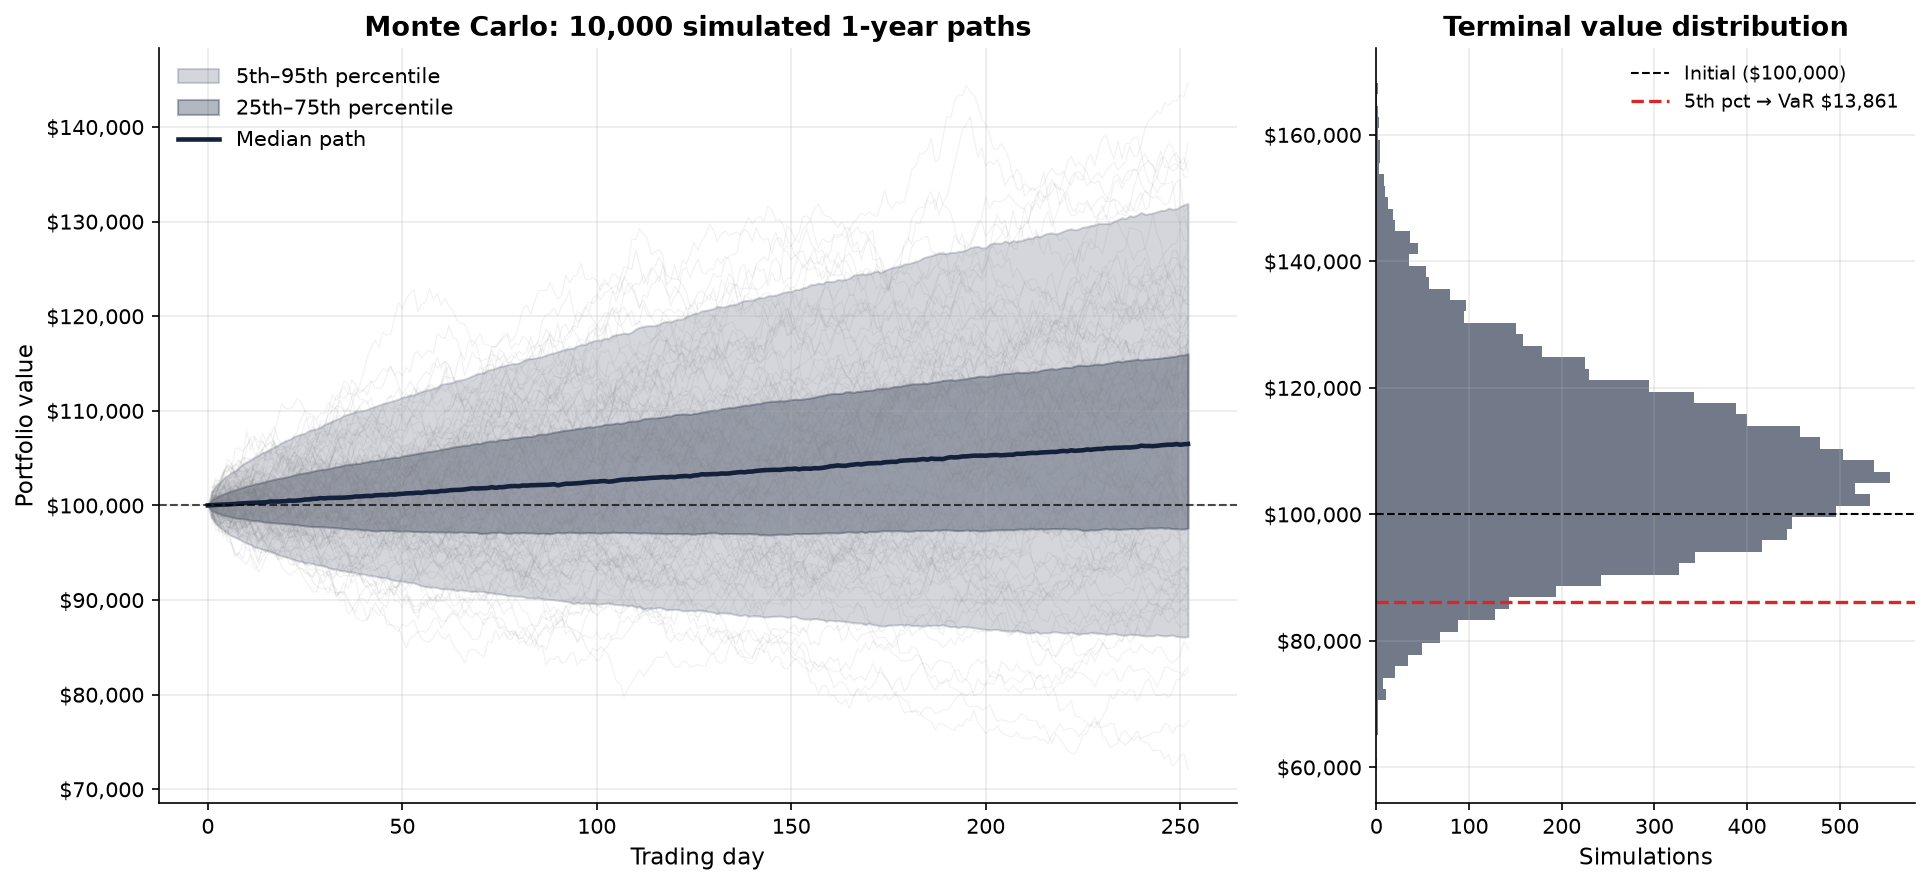 Monte Carlo: 10,000 simulated 1-year paths
5th–95th percentile
25th–75th percentile
Median path
Portfolio value
$140,000
$130,000
$120,000
$110,000
$100,000
$90,000
$80,000
$70,000
0 50 100 150 200 250
Trading day
Terminal value distribution
Initial ($100,000)
5th pct → VaR $13,861
$160,000
$140,000
$120,000
$100,000
$80,000
$60,000
0 100 200 300 400 500
Simulations